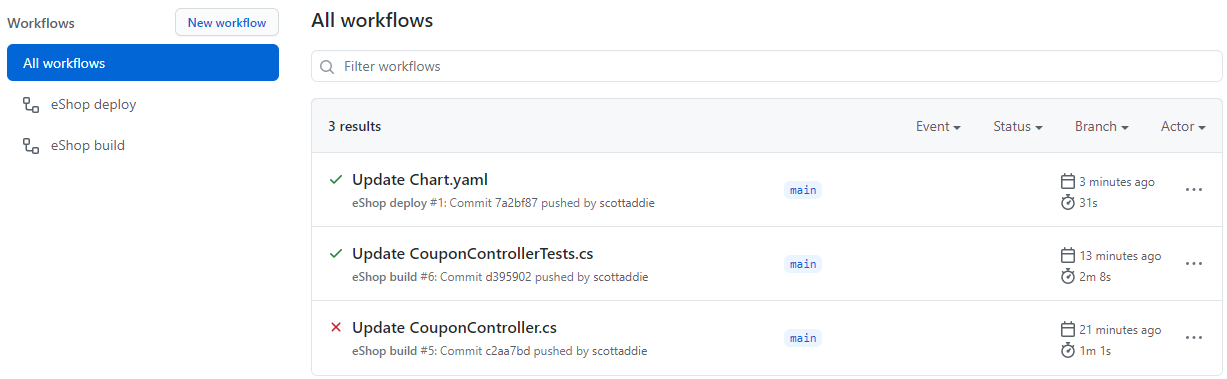 Workflows
New workflow
All workflows
eShop deploy
eShop build
All workflows
Filter workflows
3 results
Event
Status
Branch
Actor
Update Chart.yaml
eShop deploy #1: Commit 7a2bf87 pushed by scottaddie
main
3 minutes ago
31s
Update CouponControllerTests.cs
eShop build #6: Commit d395902 pushed by scottaddie
main
13 minutes ago
2m 8s
Update CouponController.cs
eShop build #5: Commit c2aa7bd pushed by scottaddie
main
21 minutes ago
1m 1s